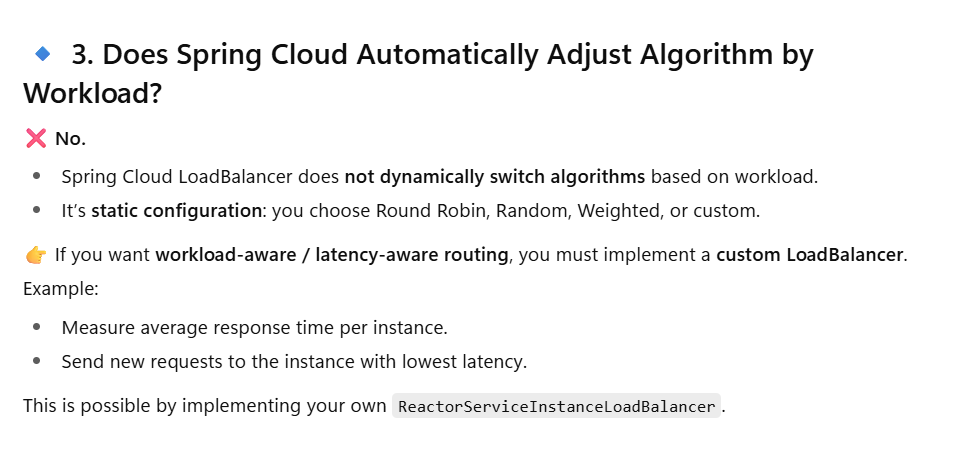 🔹 3. Does Spring Cloud Automatically Adjust Algorithm by
Workload?
❌ No.
• Spring Cloud LoadBalancer does not dynamically switch algorithms based on workload.
• It’s static configuration: you choose Round Robin, Random, Weighted, or custom.
👉 If you want workload-aware / latency-aware routing, you must implement a custom LoadBalancer.
Example:
• Measure average response time per instance.
• Send new requests to the instance with lowest latency.
This is possible by implementing your own ReactorServiceInstanceLoadBalancer.